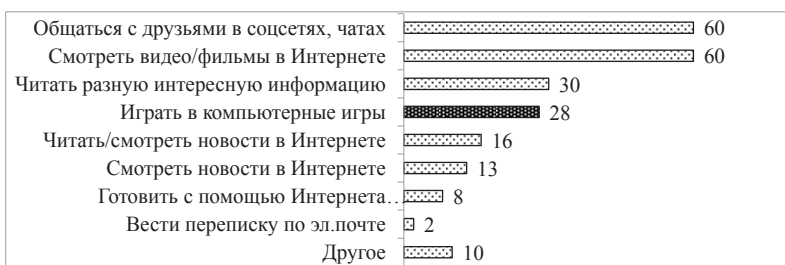 Общаться с друзьями в соцсетях, чатах 60
Смотреть видео/фильмы в Интернете 60
Читать разную интересную информацию 30
Играть в компьютерные игры 28
Читать/смотреть новости в Интернете 16
Смотреть новости в Интернете 13
Готовить с помощью Интернета… 8
Вести переписку по эл.почте 2
Другое 10